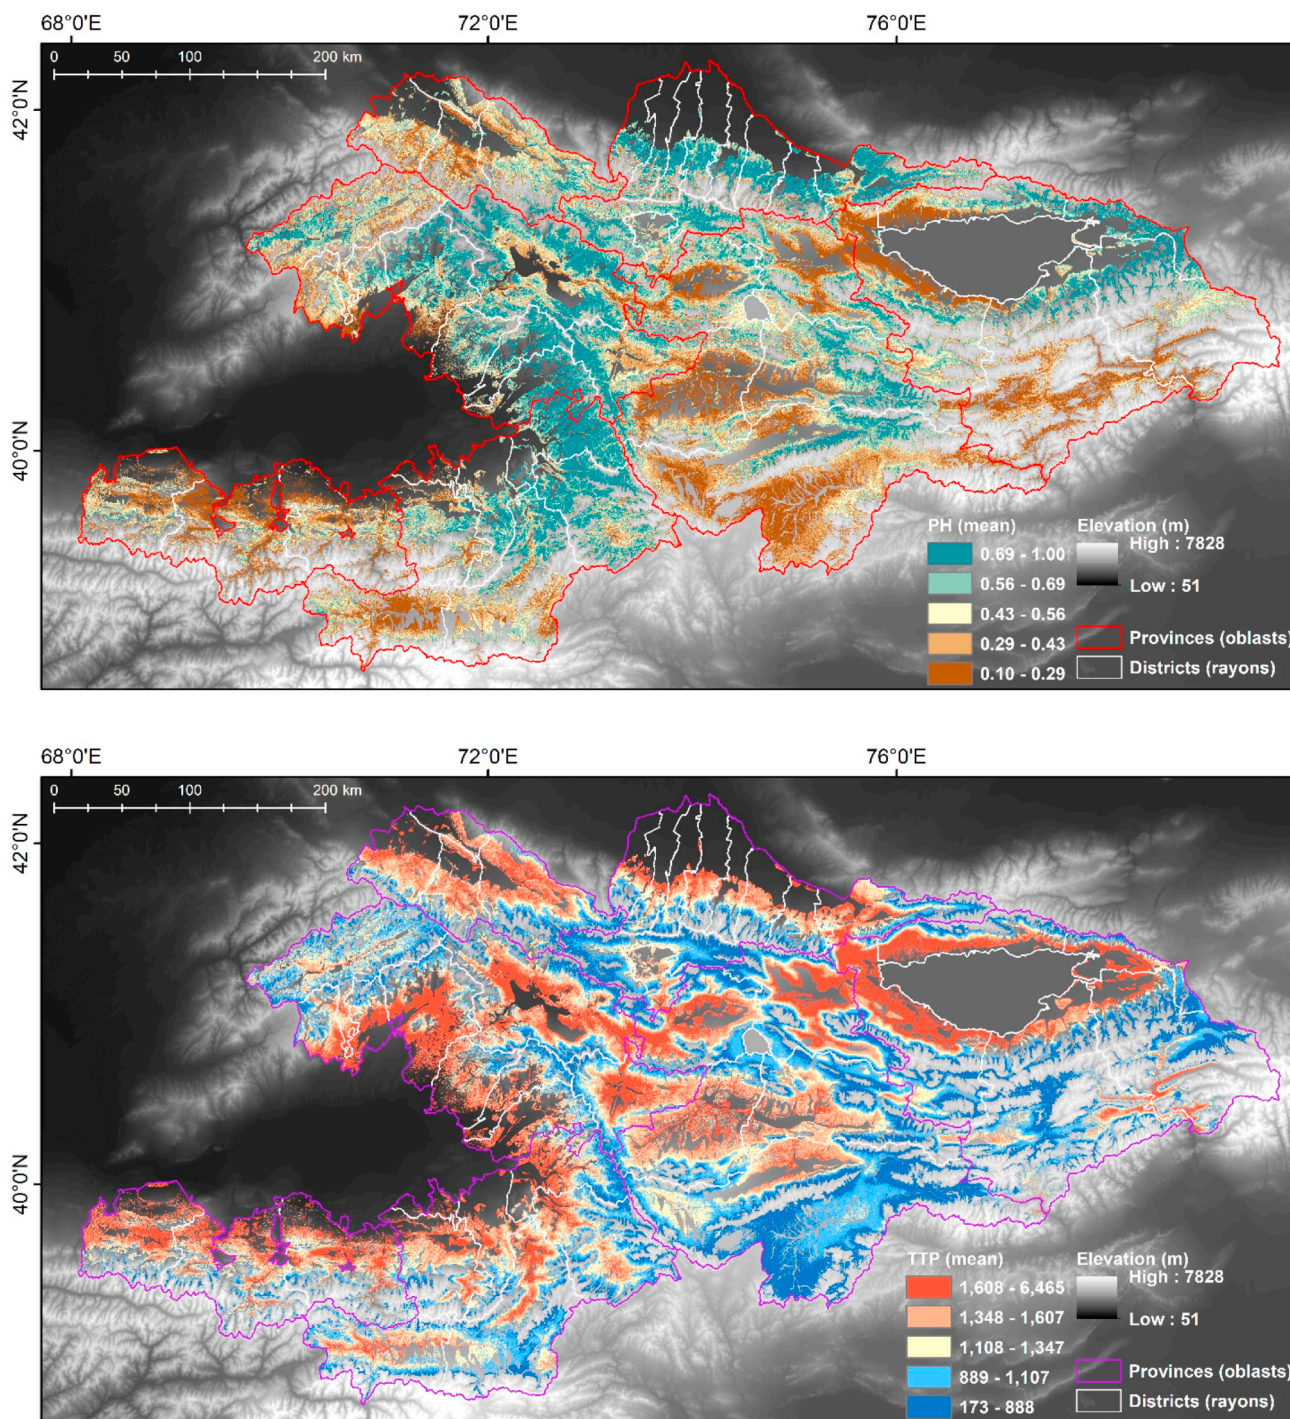 68°0'E 72°0'E 76°0'E
0 50 100 200 km
42°0'N
40°0'N
PH (mean) Elevation (m)
0.69 - 1.00 High : 7828
0.56 - 0.69 Low : 51
0.43 - 0.56
0.29 - 0.43 Provinces (oblasts)
0.10 - 0.29 Districts (rayons)
68°0'E 72°0'E 76°0'E
0 50 100 200 km
42°0'N
40°0'N
TTP (mean) Elevation (m)
1,608 - 6,465 High : 7828
1,348 - 1,607 Low : 51
1,108 - 1,347
889 - 1,107 Provinces (oblasts)
173 - 888 Districts (rayons)